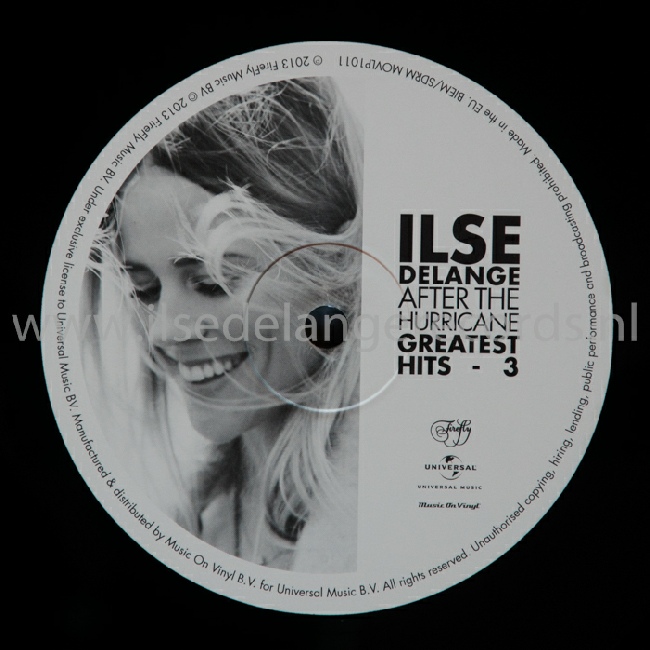 ILSE
DELANGE
AFTER THE
HURRICANE
GREATEST
HITS - 3
Firefly
UNIVERSAL
UNIVERSAL MUSIC
Music On Vinyl
℗ 2013 FireFly Music BV © 2013 FireFly Music BV. Under exclusive license to Universal Music BV. Manufactured & distributed by Music On Vinyl B.V. for Universal Music B.V. All rights reserved. Unauthorised copying, hiring, lending, public performance and broadcasting prohibited. Made in the EU. BIEM/SDRM MOVLP1011
www.ilsedelangerecords.nl